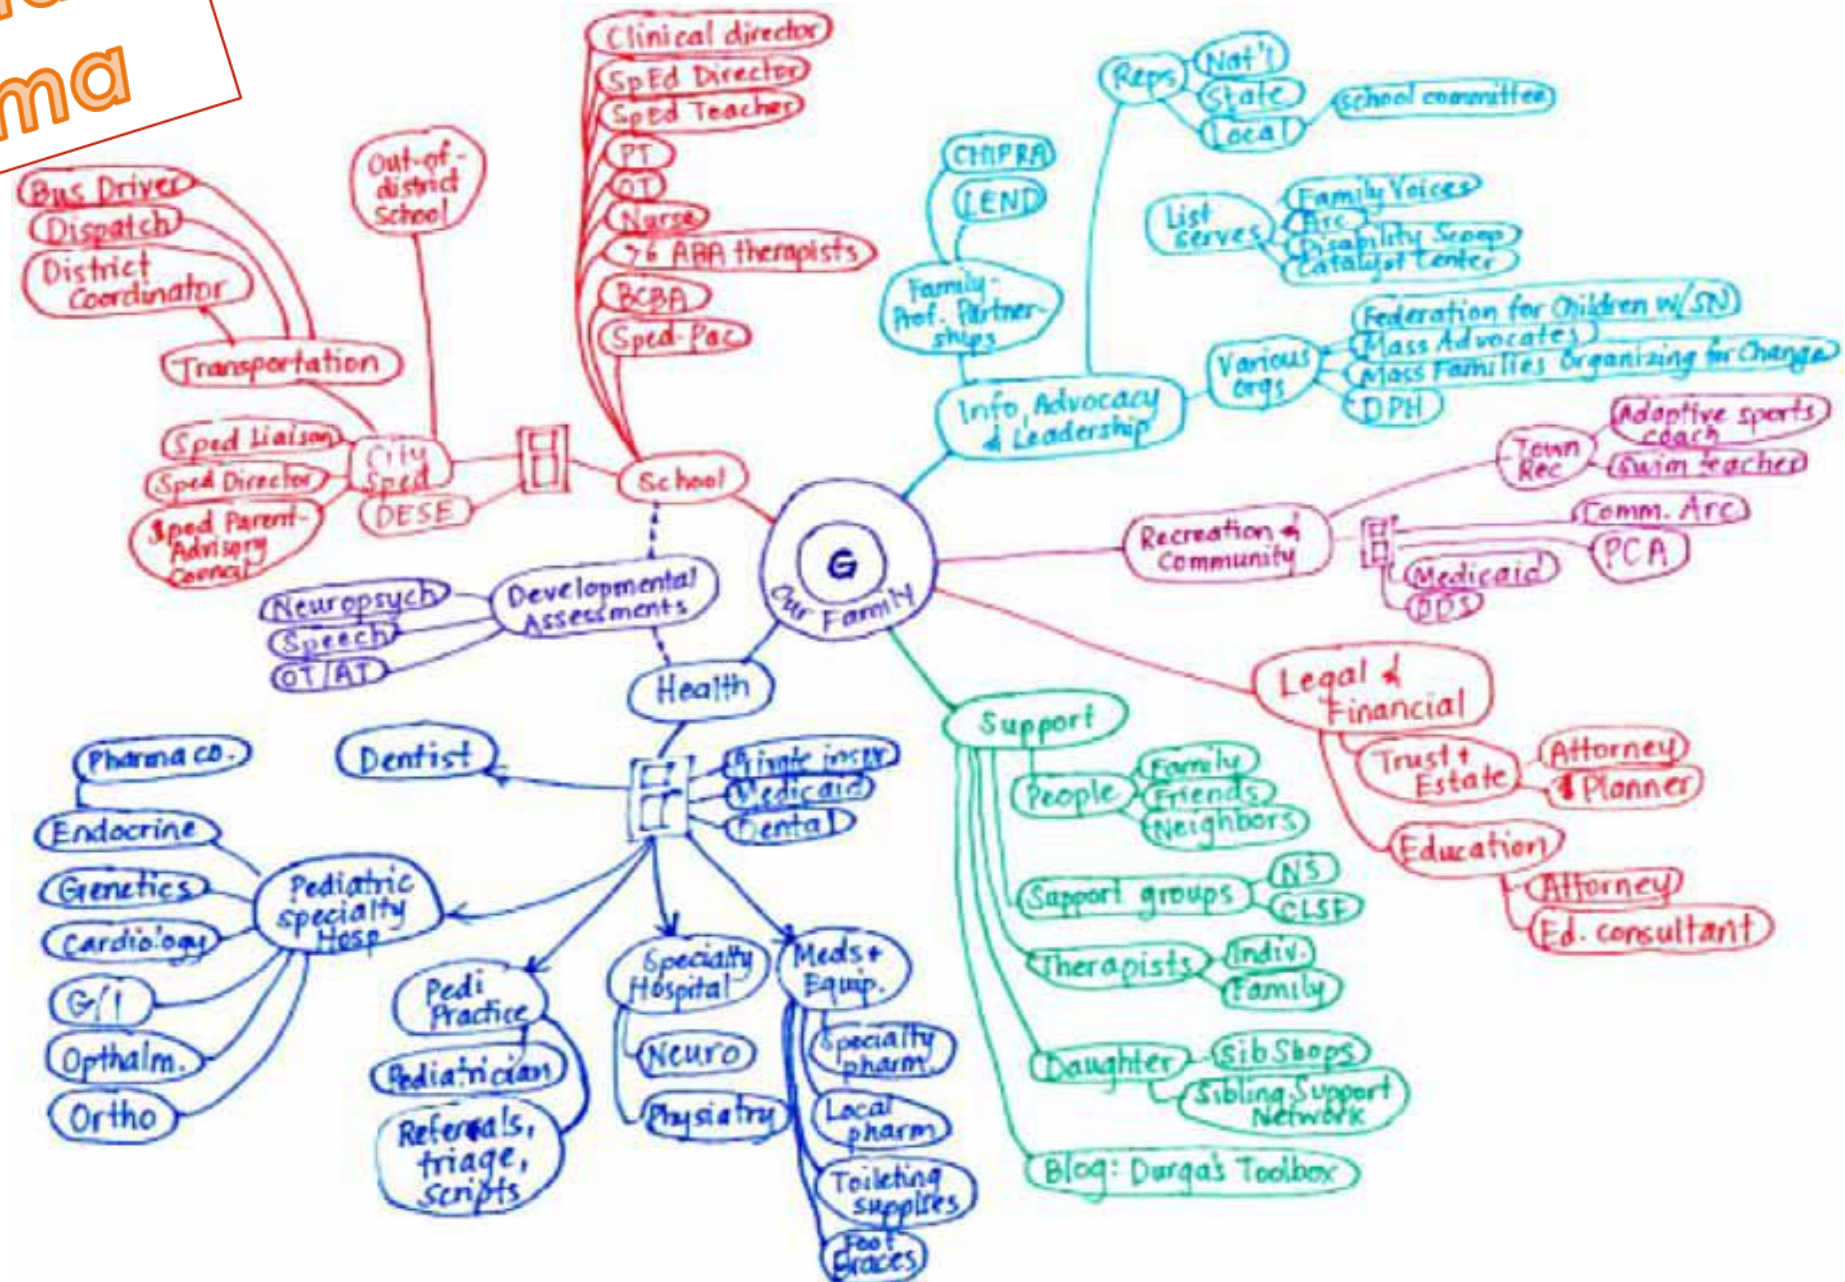 ma
Clinical director
SpEd Director
SpEd Teacher
PT
OT
Nurse
76 ABA therapists
BCBA
Sped-Pac
Out-of-
district
School
Bus Driver
Dispatch
District
Coordinator
Transportation
Sped Liaison
Sped Director
Sped Parent-
Advisory
Council
City
Sped
DESE
School
Reps
Nat'l
State
Local
School committee
CHIPRA
LEND
Family-
Prof. Partner-
ships
List
serves
Family Voices
Arc
Disability Scoop
Catalyst Center
Various
orgs
Federation for Children w/SN
Mass Advocates
Mass Families Organizing for Change
DPH
Info, Advocacy
& Leadership
Town
Rec
Adaptive sports
coach
Swim teacher
Recreation &
Community
Comm. Arc
PCA
Medicaid
DDS
G
Our Family
Developmental
Assessments
Neuropsych
Speech
OT/AT
Health
Dentist
Private insur
Medicaid
Dental
Pharma co.
Endocrine
Genetics
Cardiology
G/I
Opthalm.
Ortho
Pediatric
specialty
Hosp
Pedi
Practice
Pediatrician
Referrals,
triage,
scripts
Specialty
Hospital
Neuro
Physiatry
Meds +
Equip.
Specialty
pharm.
Local
pharm
Toileting
supplies
Foot
Braces
Support
People
Family
Friends
Neighbors
Support groups
NS
CLSF
Therapists
Indiv.
Family
Daughter
SibShops
Sibling Support
Network
Blog: Durga's Toolbox
Legal &
Financial
Trust +
Estate
Attorney
$ Planner
Education
Attorney
Ed. consultant